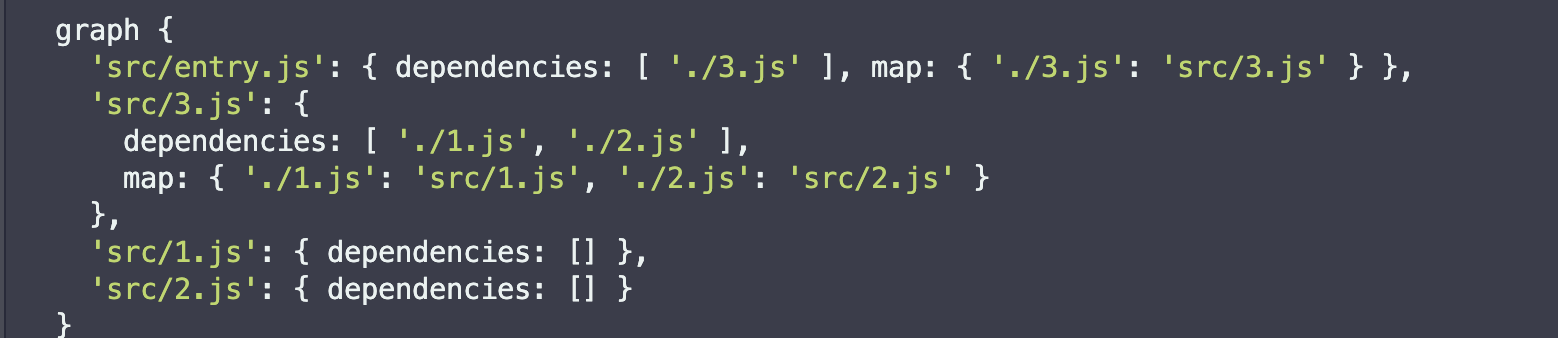 graph {
  'src/entry.js': { dependencies: [ './3.js' ], map: { './3.js': 'src/3.js' } },
  'src/3.js': {
    dependencies: [ './1.js', './2.js' ],
    map: { './1.js': 'src/1.js', './2.js': 'src/2.js' }
  },
  'src/1.js': { dependencies: [] },
  'src/2.js': { dependencies: [] }
}